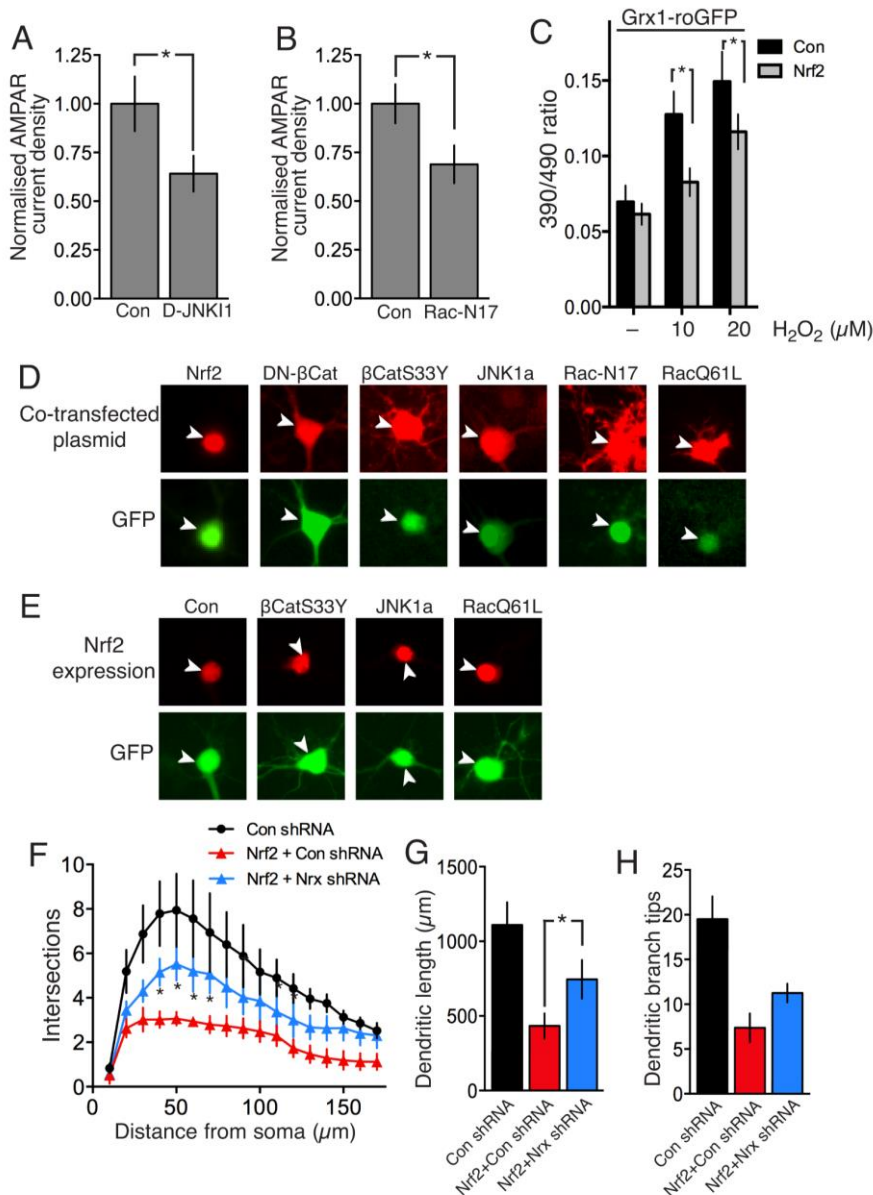 A
Normalised AMPAR
current density
1.25
1.00
0.75
0.50
0.25
0.00
*
Con D-JNKI1
B
Normalised AMPAR
current density
1.25
1.00
0.75
0.50
0.25
0.00
*
Con Rac-N17
C
Grx1-roGFP
Con
Nrf2
390/490 ratio
0.15
0.10
0.05
0.00
*
*
– 10 20 H₂O₂ (µM)
D
Nrf2 DN-βCat βCatS33Y JNK1a Rac-N17 RacQ61L
Co-transfected
plasmid
GFP
E
Con βCatS33Y JNK1a RacQ61L
Nrf2
expression
GFP
F
Con shRNA
Nrf2 + Con shRNA
Nrf2 + Nrx shRNA
Intersections
10
8
6
4
2
0
* * * * * *
0 50 100 150
Distance from soma (µm)
G
Dendritic length (µm)
1500
1000
500
0
*
Con shRNA
Nrf2+Con shRNA
Nrf2+Nrx shRNA
H
Dendritic branch tips
25
20
15
10
5
0
Con shRNA
Nrf2+Con shRNA
Nrf2+Nrx shRNA